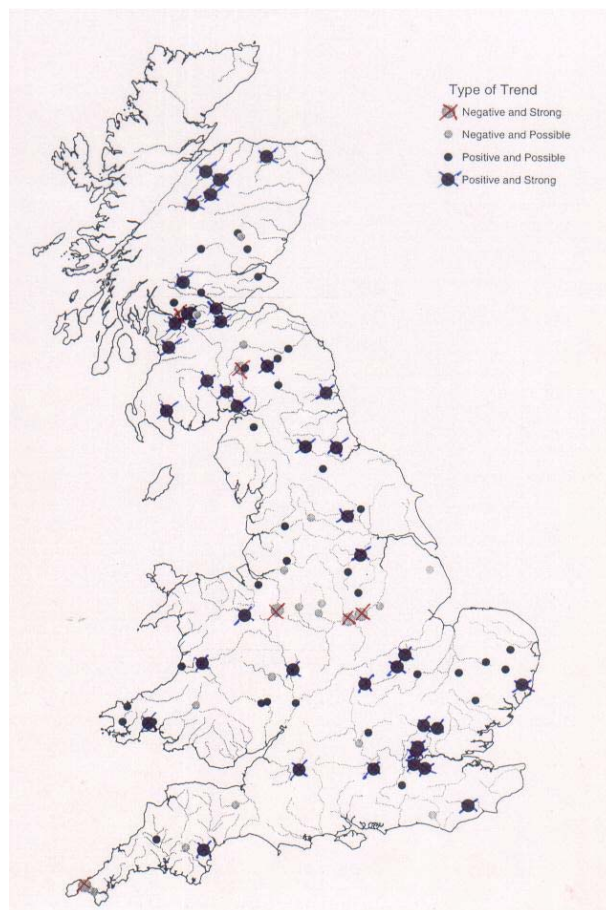 Type of Trend
Negative and Strong
Negative and Possible
Positive and Possible
Positive and Strong